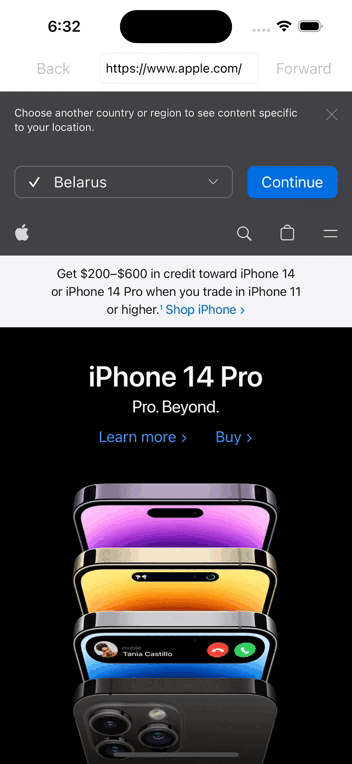 6:32
Back
https://www.apple.com/
Forward
Choose another country or region to see content specific
to your location.
Belarus
Continue
Get $200–$600 in credit toward iPhone 14
or iPhone 14 Pro when you trade in iPhone 11
or higher.¹ Shop iPhone >
iPhone 14 Pro
Pro. Beyond.
Learn more >
Buy >
mobile
Tania Castillo